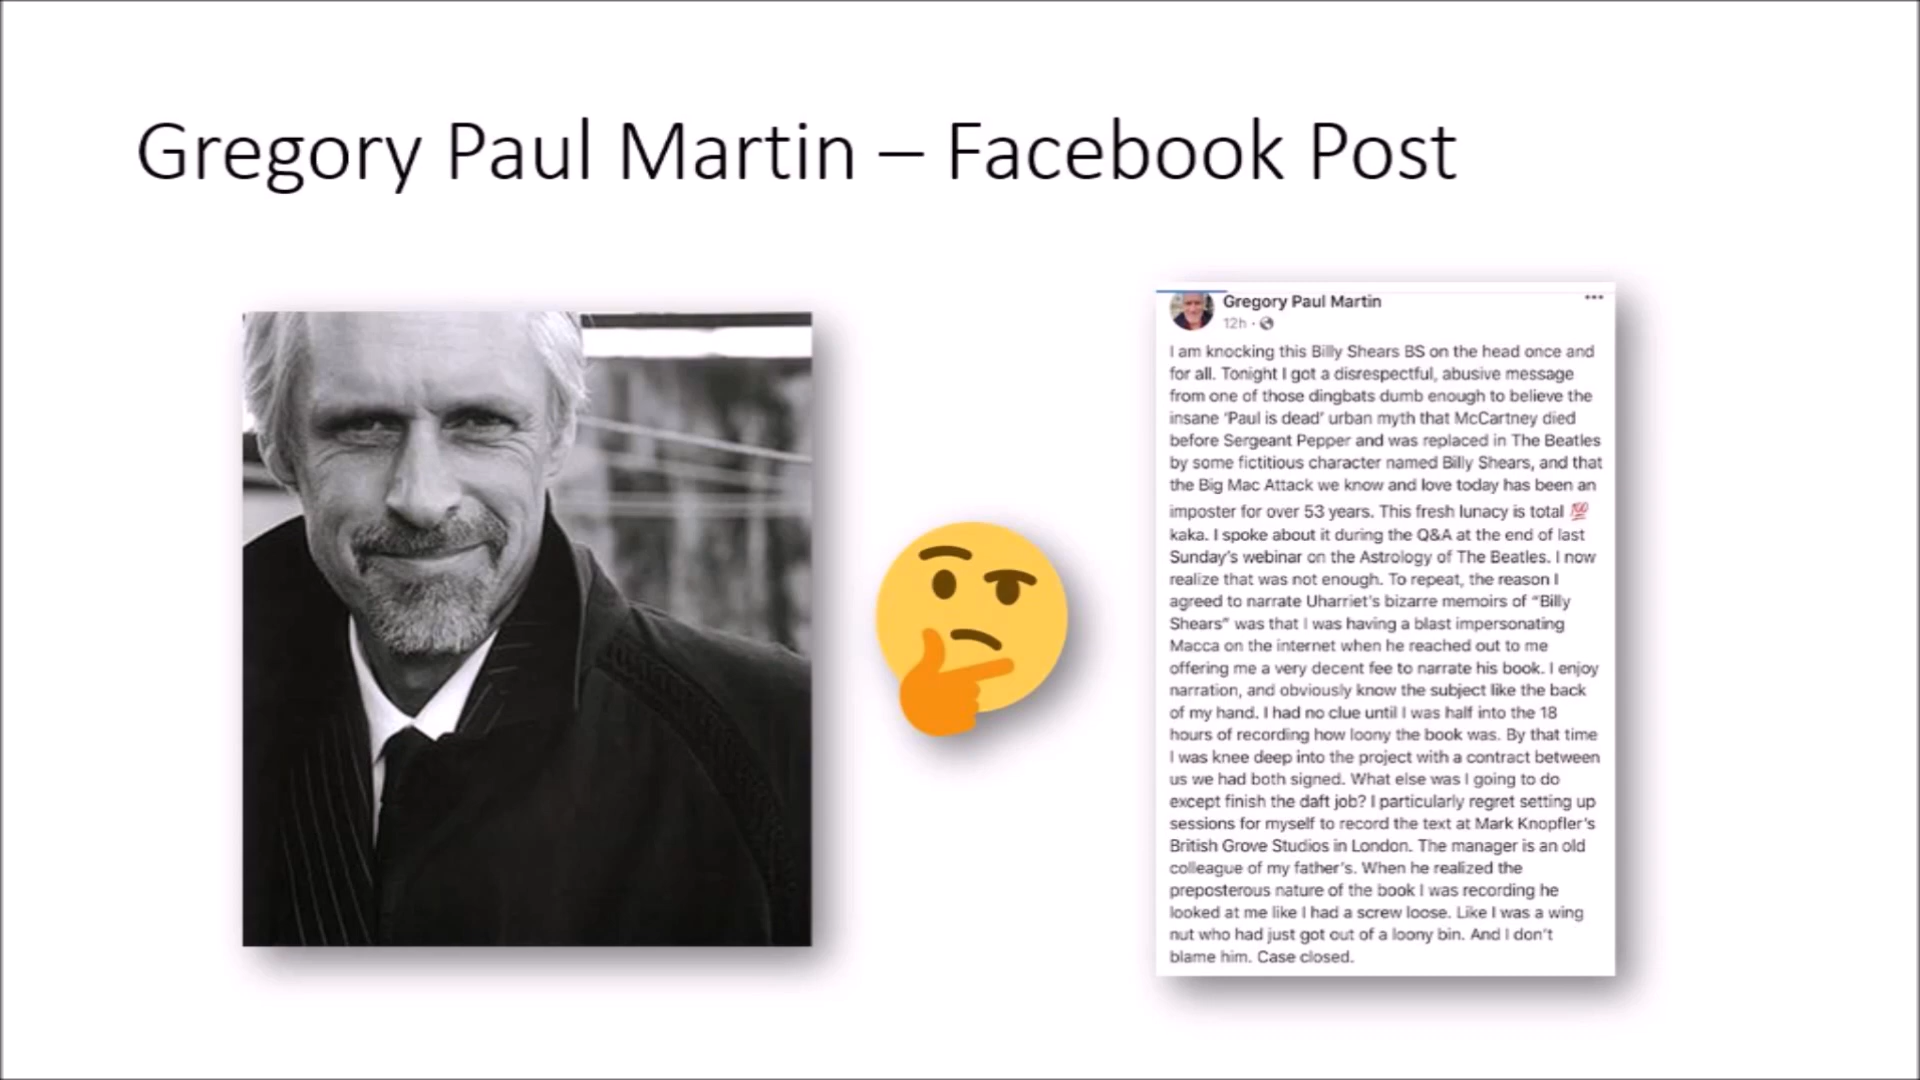 Gregory Paul Martin – Facebook Post
Gregory Paul Martin
12h ·
I am knocking this Billy Shears BS on the head once and
for all. Tonight I got a disrespectful, abusive message
from one of those dingbats dumb enough to believe the
insane 'Paul is dead' urban myth that McCartney died
before Sergeant Pepper and was replaced in The Beatles
by some fictitious character named Billy Shears, and that
the Big Mac Attack we know and love today has been an
imposter for over 53 years. This fresh lunacy is total 💯
kaka. I spoke about it during the Q&A at the end of last
Sunday's webinar on the Astrology of The Beatles. I now
realize that was not enough. To repeat, the reason I
agreed to narrate Uharriet's bizarre memoirs of “Billy
Shears” was that I was having a blast impersonating
Macca on the internet when he reached out to me
offering me a very decent fee to narrate his book. I enjoy
narration, and obviously know the subject like the back
of my hand. I had no clue until I was half into the 18
hours of recording how loony the book was. By that time
I was knee deep into the project with a contract between
us we had both signed. What else was I going to do
except finish the daft job? I particularly regret setting up
sessions for myself to record the text at Mark Knopfler's
British Grove Studios in London. The manager is an old
colleague of my father's. When he realized the
preposterous nature of the book I was recording he
looked at me like I had a screw loose. Like I was a wing
nut who had just got out of a loony bin. And I don't
blame him. Case closed.